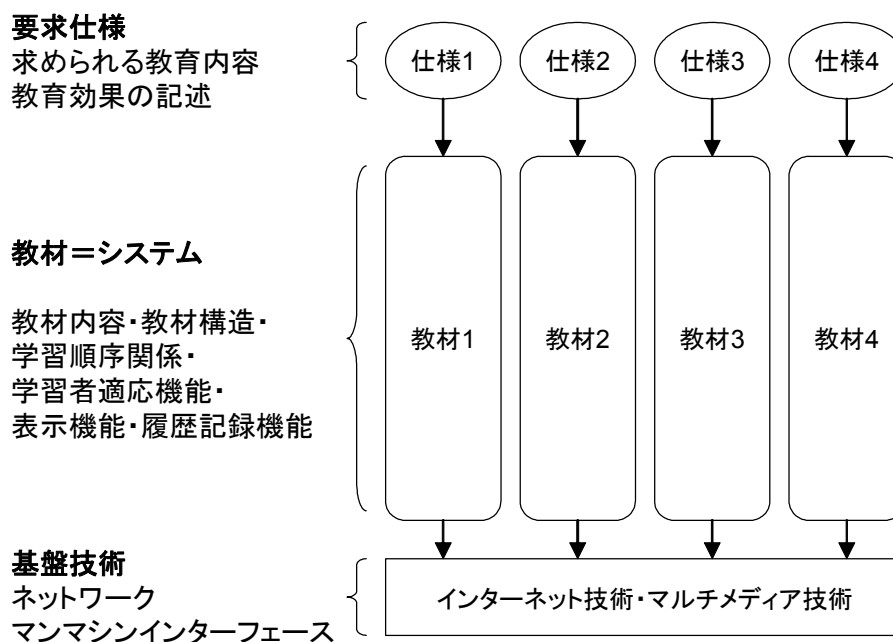 要求仕様
求められる教育内容
教育効果の記述
仕様1
仕様2
仕様3
仕様4
教材＝システム
教材内容・教材構造・
学習順序関係・
学習者適応機能・
表示機能・履歴記録機能
教材1
教材2
教材3
教材4
基盤技術
ネットワーク
マンマシンインターフェース
インターネット技術・マルチメディア技術